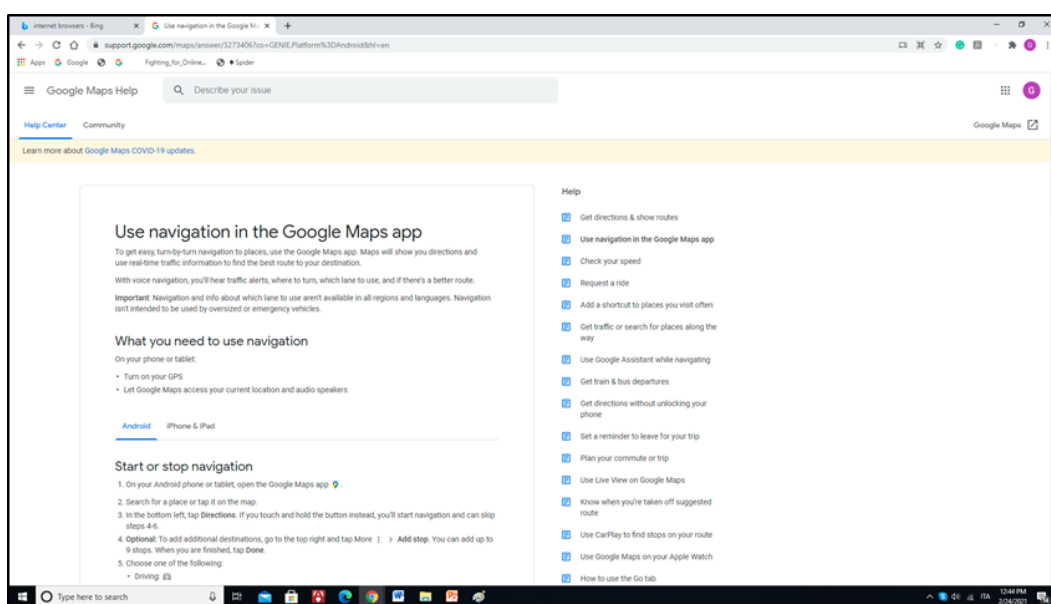 internet browsers - Bing
Use navigation in the Google Ma
support.google.com/maps/answer/3273406?co=GENIE.Platform%3DAndroid&hl=en
Apps Google Fighting_for_Online... Spider
Google Maps Help
Describe your issue
Help Center Community
Google Maps
Learn more about Google Maps COVID-19 updates.
Use navigation in the Google Maps app
To get easy, turn-by-turn navigation to places, use the Google Maps app. Maps will show you directions and
use real-time traffic information to find the best route to your destination.
With voice navigation, you'll hear traffic alerts, where to turn, which lane to use, and if there's a better route.
Important: Navigation and info about which lane to use aren't available in all regions and languages. Navigation
isn't intended to be used by oversized or emergency vehicles.
What you need to use navigation
On your phone or tablet:
• Turn on your GPS
• Let Google Maps access your current location and audio speakers
Android iPhone & iPad
Start or stop navigation
1. On your Android phone or tablet, open the Google Maps app .
2. Search for a place or tap it on the map.
3. In the bottom left, tap Directions. If you touch and hold the button instead, you'll start navigation and can skip
steps 4-6.
4. Optional: To add additional destinations, go to the top right and tap More > Add stop. You can add up to
9 stops. When you are finished, tap Done.
5. Choose one of the following:
• Driving:
Help
Get directions & show routes
Use navigation in the Google Maps app
Check your speed
Request a ride
Add a shortcut to places you visit often
Get traffic or search for places along the
way
Use Google Assistant while navigating
Get train & bus departures
Get directions without unlocking your
phone
Set a reminder to leave for your trip
Plan your commute or trip
Use Live View on Google Maps
Know when you're taken off suggested
route
Use CarPlay to find stops on your route
Use Google Maps on your Apple Watch
How to use the Go tab
Type here to search
ITA
12:44 PM
2/24/2021